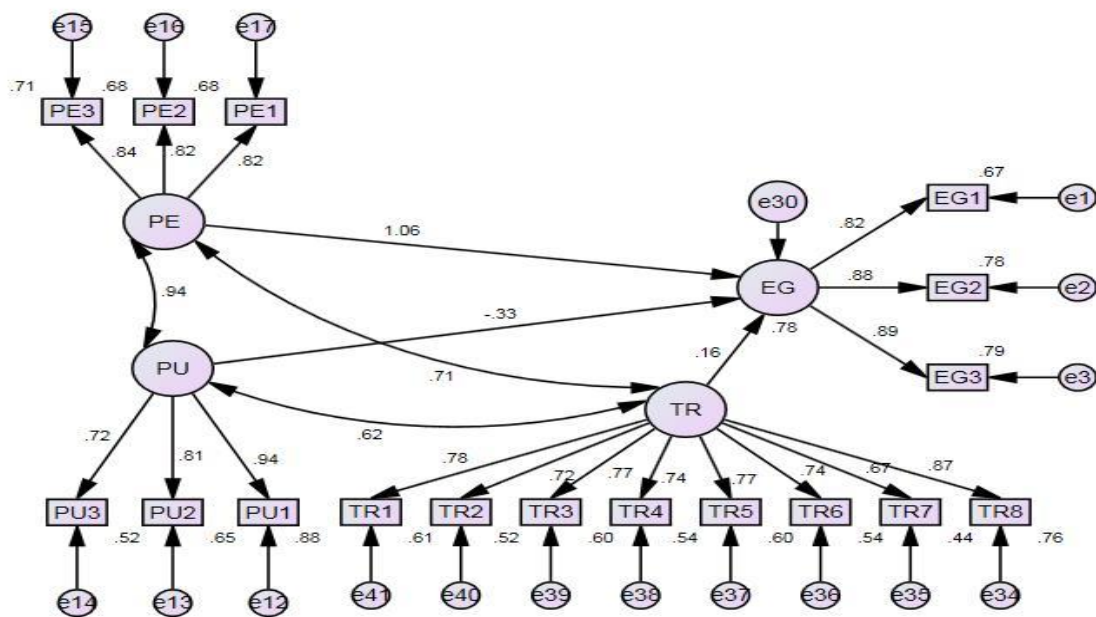 e15 e16 e17
.71 .68 .68
PE3 PE2 PE1
.84 .82 .82
PE
1.06
e30
.67
EG1 e1
.82
.78
.88 EG2 e2
EG
.78
.89
.79
EG3 e3
.94
-.33
.16
PU
.71
TR
.62
.72 .81 .94
.78 .72 .77 .74 .77 .74 .67 .87
PU3 PU2 PU1 TR1 TR2 TR3 TR4 TR5 TR6 TR7 TR8
.52 .65 .88 .61 .52 .60 .54 .60 .54 .44 .76
e14 e13 e12 e41 e40 e39 e38 e37 e36 e35 e34